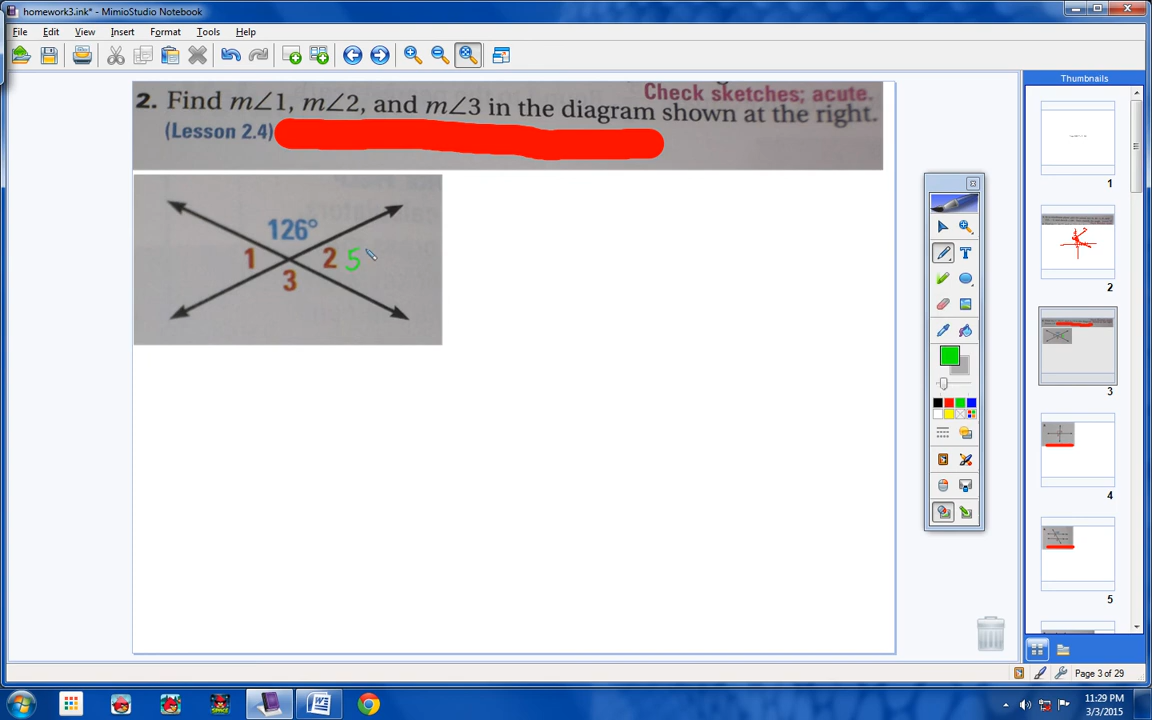 homework3.ink* - MimioStudio Notebook
File Edit View Insert Format Tools Help
Thumbnails
Check sketches; acute.
2. Find m∠1, m∠2, and m∠3 in the diagram shown at the right.
(Lesson 2.4)
126°
1 2 5
3
1
2
3
4
5
Page 3 of 29
11:29 PM
3/3/2015